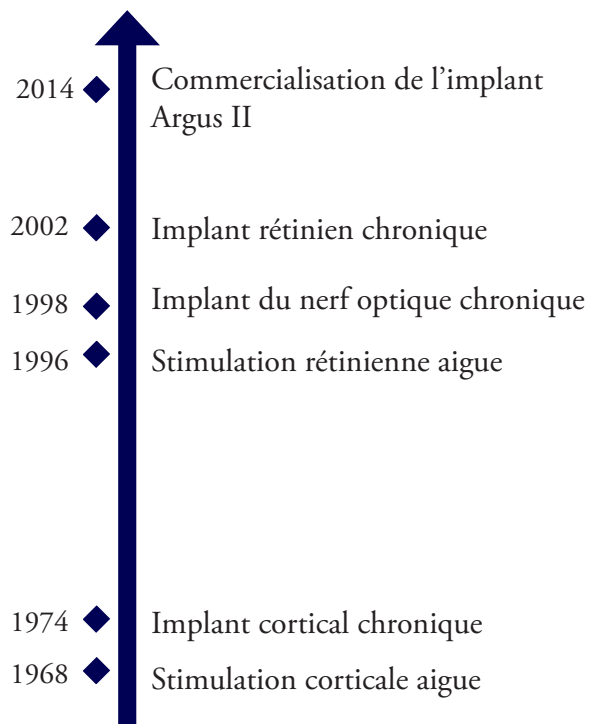 2014 Commercialisation de l’implant
Argus II
2002 Implant rétinien chronique
1998 Implant du nerf optique chronique
1996 Stimulation rétinienne aigue
1974 Implant cortical chronique
1968 Stimulation corticale aigue